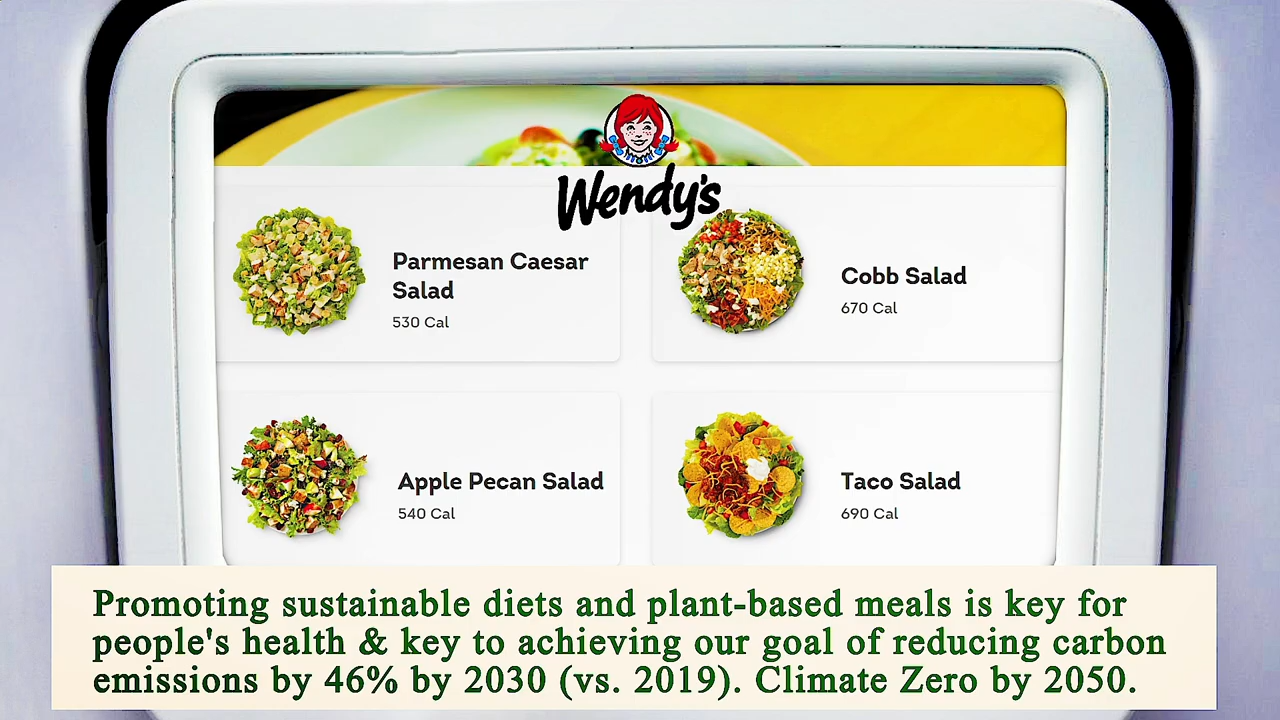 Wendy's
Parmesan Caesar
Salad
530 Cal
Cobb Salad
670 Cal
Apple Pecan Salad
540 Cal
Taco Salad
690 Cal
Promoting sustainable diets and plant-based meals is key for
people's health & key to achieving our goal of reducing carbon
emissions by 46% by 2030 (vs. 2019). Climate Zero by 2050.